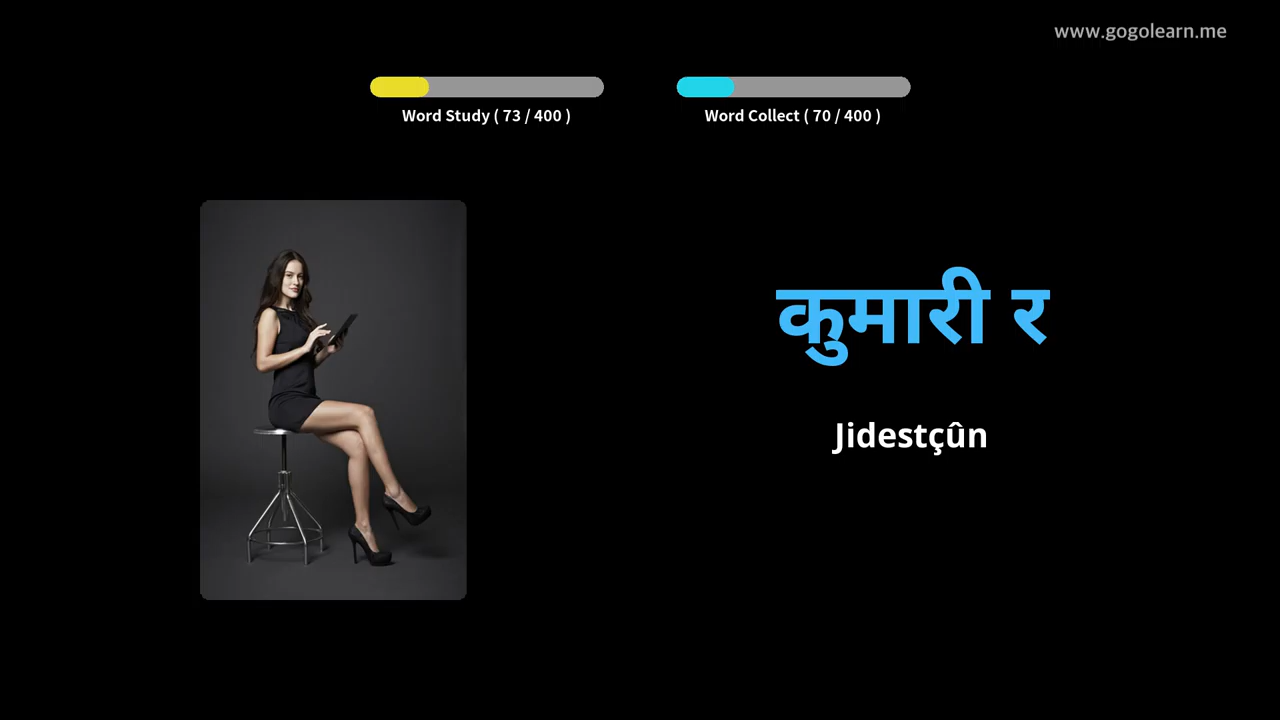 www.gogolearn.me
Word Study ( 73 / 400 )
Word Collect ( 70 / 400 )
कुमारी र
Jidestçûn